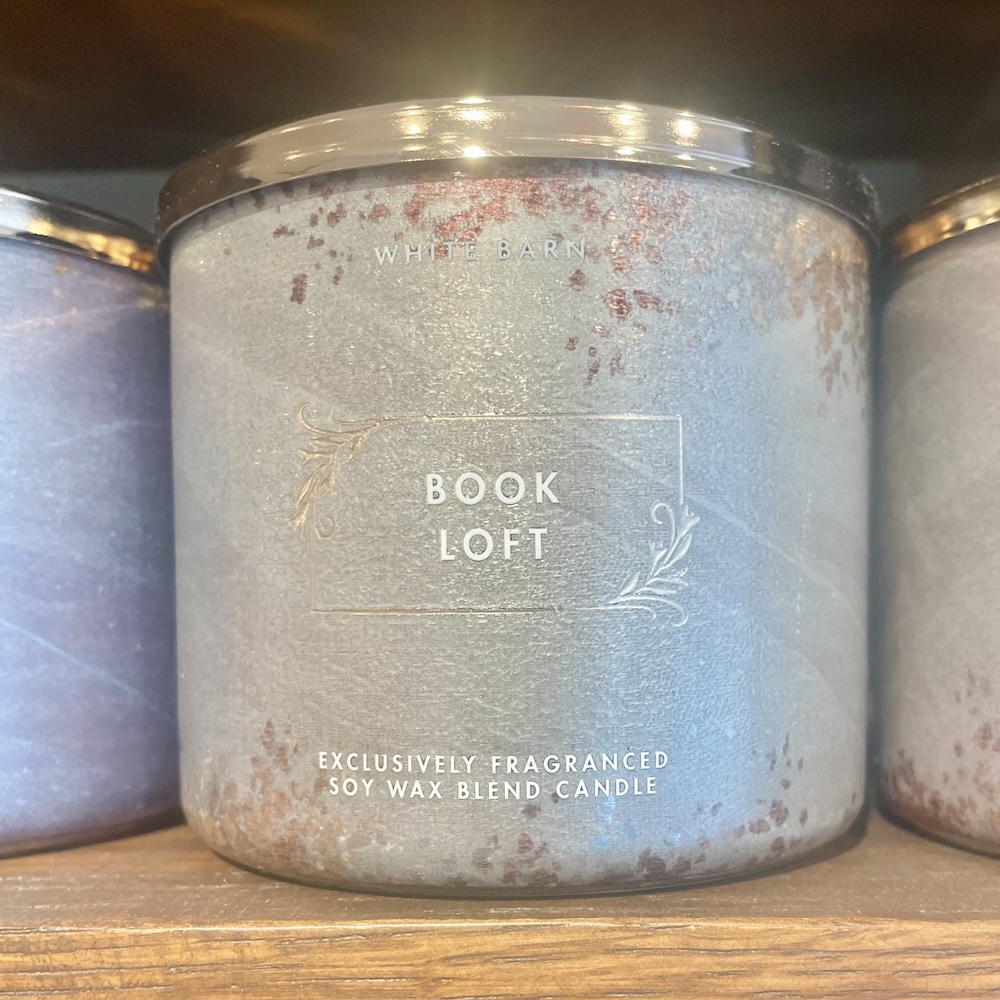 WHITE BARN
BOOK
LOFT
EXCLUSIVELY FRAGRANCED
SOY WAX BLEND CANDLE